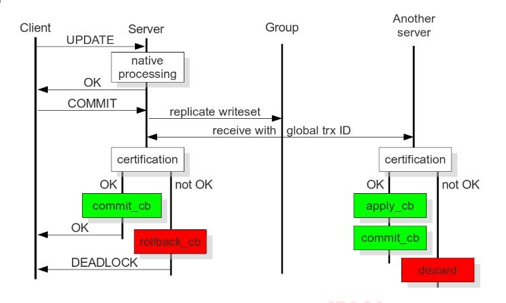 Client
Server
Group
Another
server
UPDATE
native
processing
OK
COMMIT
replicate writeset
receive with global trx ID
certification
certification
OK
not OK
OK
not OK
commit_cb
apply_cb
OK
rollback_cb
commit_cb
DEADLOCK
discard